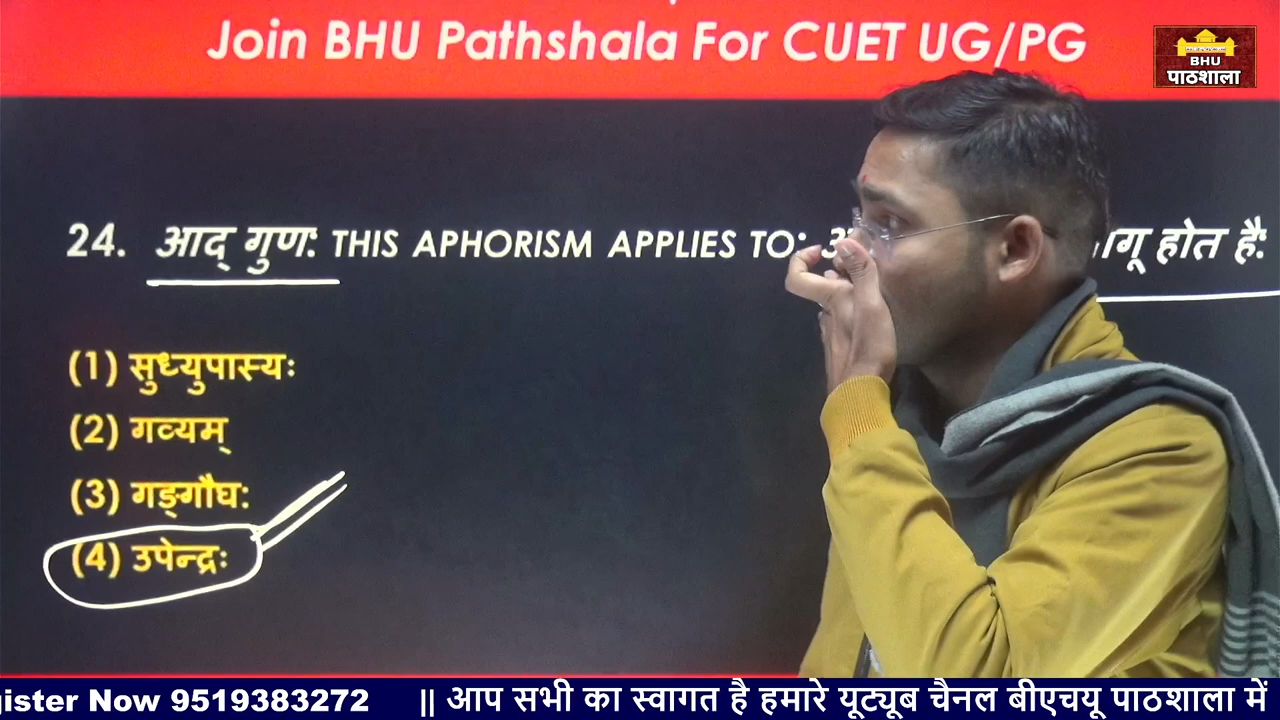 Join BHU Pathshala For CUET UG/PG
BHU
पाठशाला
24. आद् गुण: THIS APHORISM APPLIES TO: होत है:
(1) सुध्युपास्यः
(2) गव्यम्
(3) गङ्गौघ:
(4) उपेन्द्रः
Now 9519383272 || आप सभी का स्वागत है हमारे यूट्यूब चैनल बीएचयू पाठशाला में